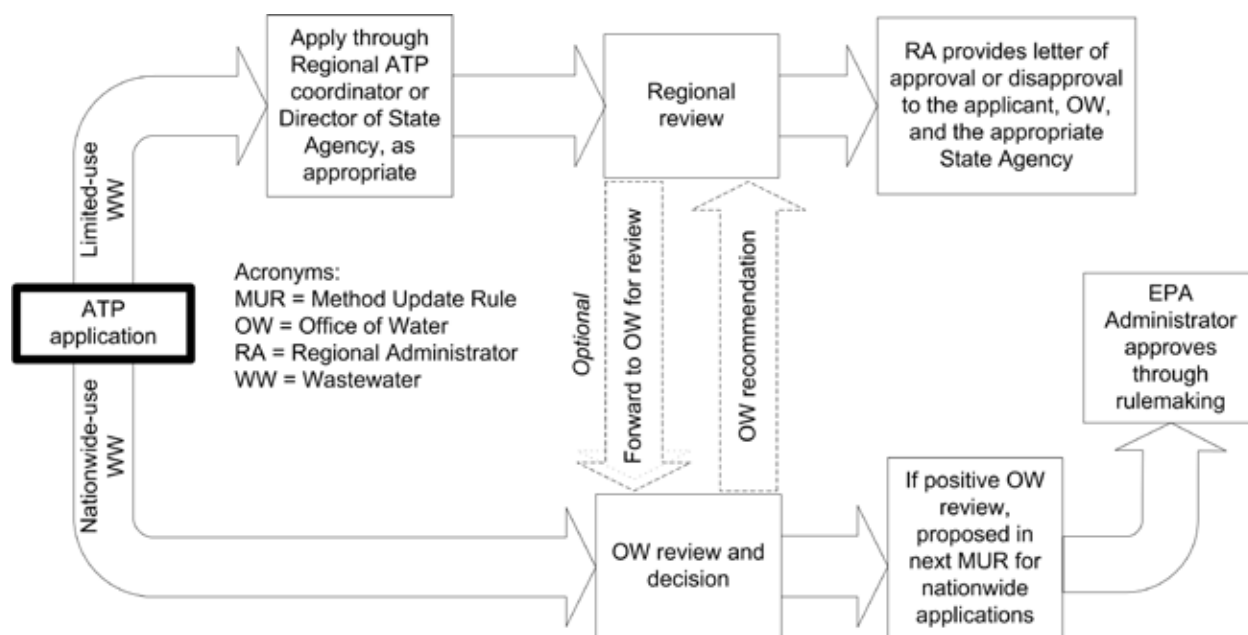 Apply through
Regional ATP
coordinator or
Director of State
Agency, as
appropriate
Regional
review
RA provides letter of
approval or disapproval
to the applicant, OW,
and the appropriate
State Agency
Limited-use
WW
ATP
application
Nationwide-use
WW
Acronyms:
MUR = Method Update Rule
OW = Office of Water
RA = Regional Administrator
WW = Wastewater
Optional
Forward to OW for review
OW recommendation
OW review and
decision
If positive OW
review,
proposed in
next MUR for
nationwide
applications
EPA
Administrator
approves
through
rulemaking